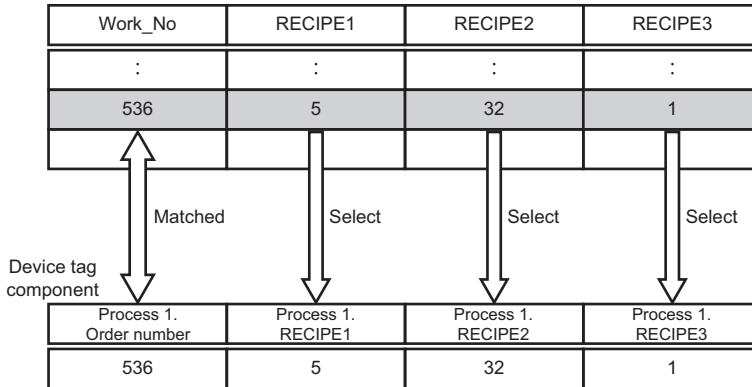 Work_No RECIPE1 RECIPE2 RECIPE3
: : : :
536 5 32 1
Matched Select Select Select
Device tag
component
Process 1. Process 1. Process 1. Process 1.
Order number RECIPE1 RECIPE2 RECIPE3
536 5 32 1